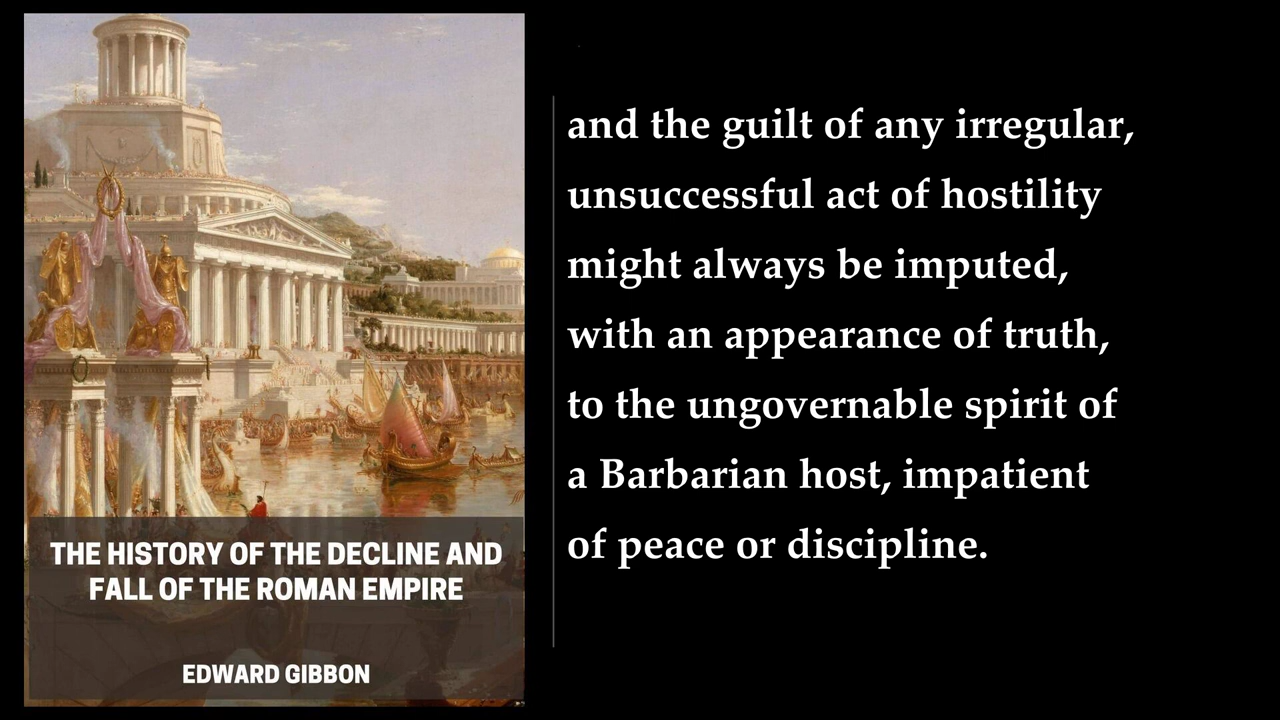 THE HISTORY OF THE DECLINE AND
FALL OF THE ROMAN EMPIRE
EDWARD GIBBON
and the guilt of any irregular,
unsuccessful act of hostility
might always be imputed,
with an appearance of truth,
to the ungovernable spirit of
a Barbarian host, impatient
of peace or discipline.